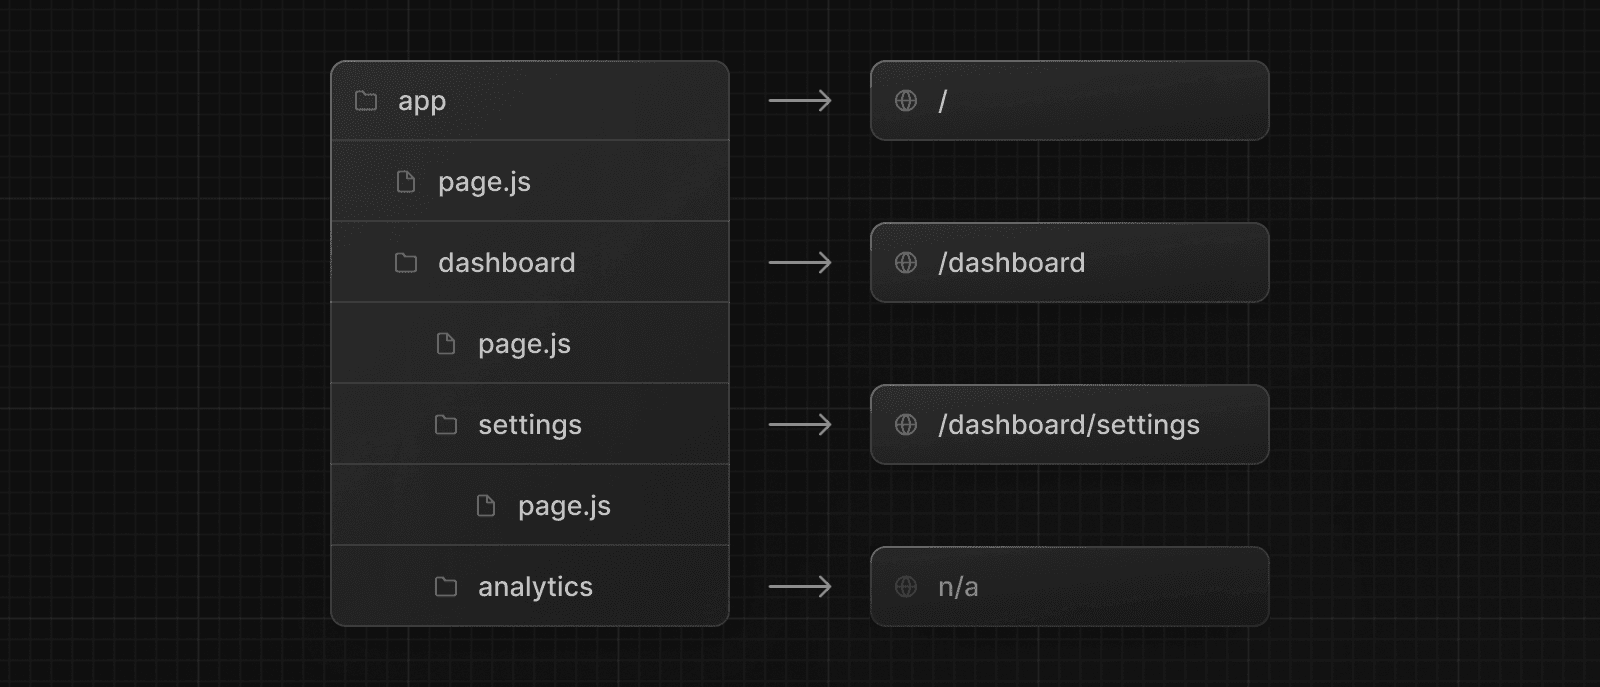 app
/
page.js
dashboard
/dashboard
page.js
settings
/dashboard/settings
page.js
analytics
n/a